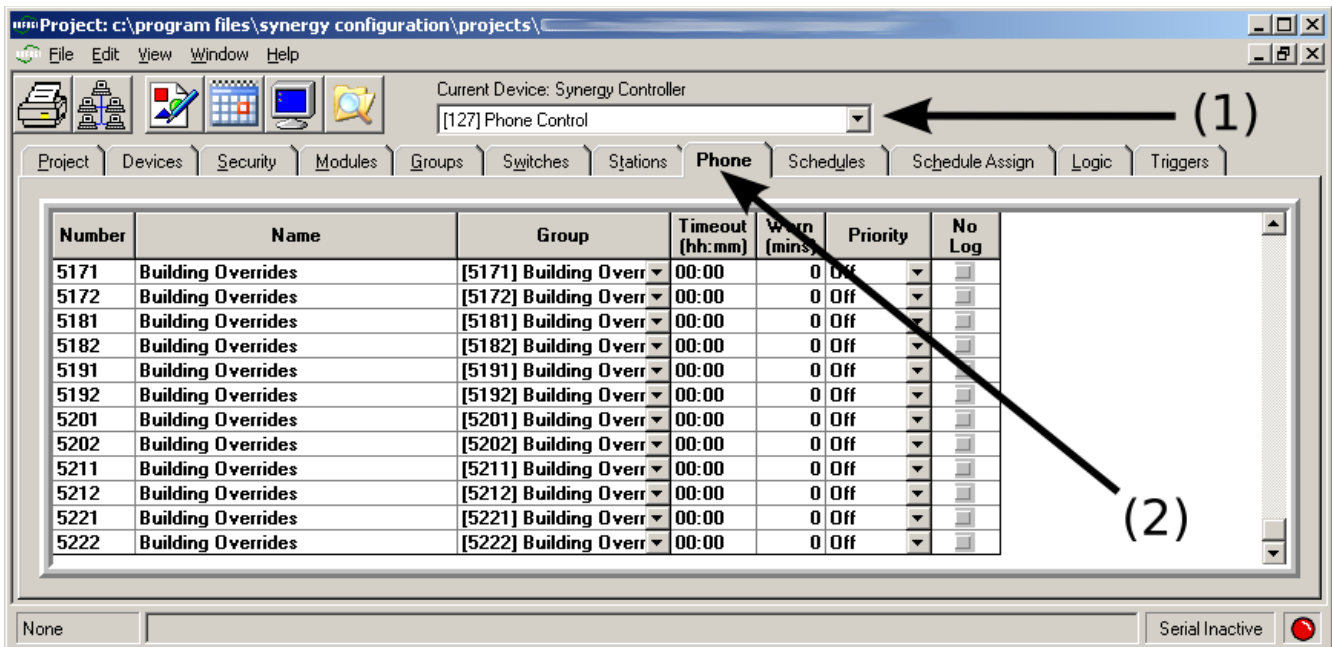 Project: c:\program files\synergy configuration\projects\
File Edit View Window Help
Current Device: Synergy Controller
[127] Phone Control
(1)
Project Devices Security Modules Groups Switches Stations Phone Schedules Schedule Assign Logic Triggers
Number Name Group Timeout (hh:mm) Warn (mins) Priority No Log
5171 Building Overrides [5171] Building Overr 00:00 0 Off
5172 Building Overrides [5172] Building Overr 00:00 0 Off
5181 Building Overrides [5181] Building Overr 00:00 0 Off
5182 Building Overrides [5182] Building Overr 00:00 0 Off
5191 Building Overrides [5191] Building Overr 00:00 0 Off
5192 Building Overrides [5192] Building Overr 00:00 0 Off
5201 Building Overrides [5201] Building Overr 00:00 0 Off
5202 Building Overrides [5202] Building Overr 00:00 0 Off
5211 Building Overrides [5211] Building Overr 00:00 0 Off
5212 Building Overrides [5212] Building Overr 00:00 0 Off
5221 Building Overrides [5221] Building Overr 00:00 0 Off
5222 Building Overrides [5222] Building Overr 00:00 0 Off
(2)
None
Serial Inactive